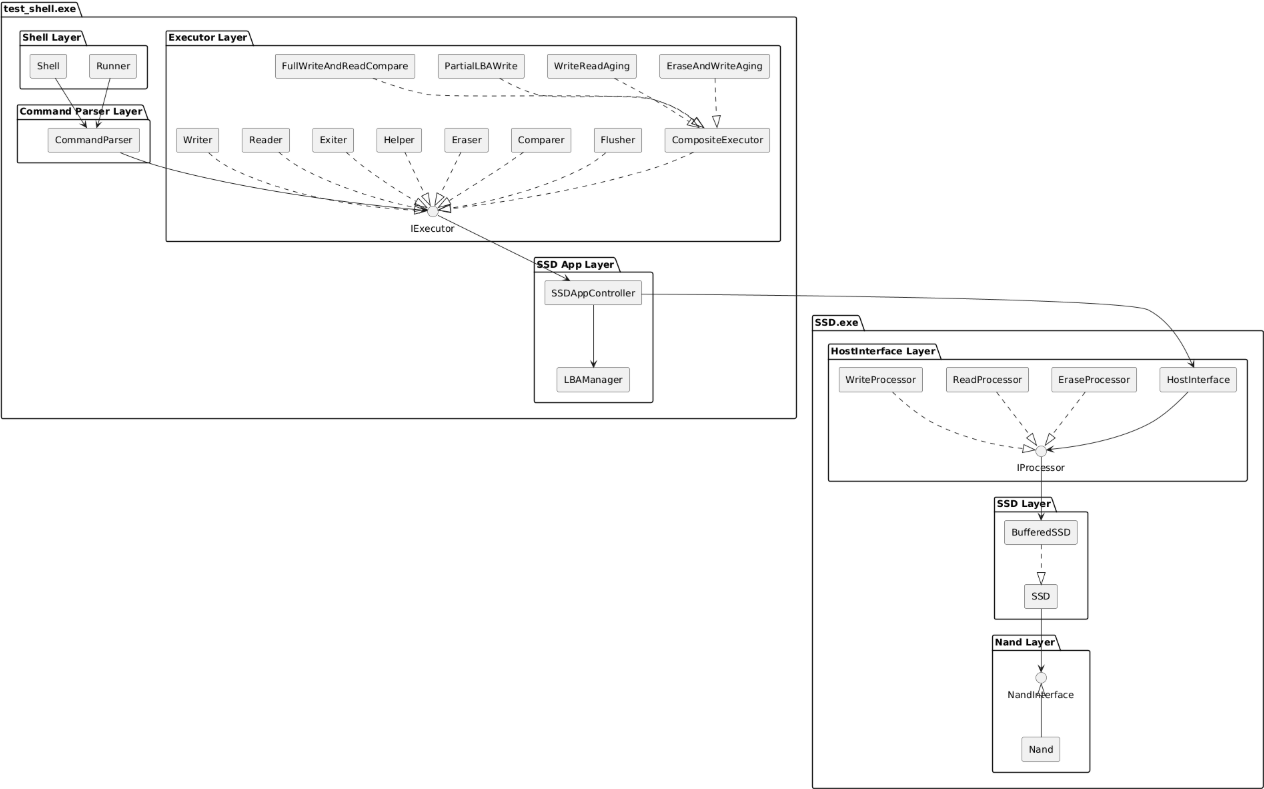 test_shell.exe
Shell Layer
Shell
Runner
Command Parser Layer
CommandParser
Executor Layer
FullWriteAndReadCompare
PartialLBAWrite
WriteReadAging
EraseAndWriteAging
Writer
Reader
Exiter
Helper
Eraser
Comparer
Flusher
CompositeExecutor
IExecutor
SSD App Layer
SSDAppController
LBAManager
SSD.exe
HostInterface Layer
WriteProcessor
ReadProcessor
EraseProcessor
HostInterface
IProcessor
SSD Layer
BufferedSSD
SSD
Nand Layer
NandInterface
Nand